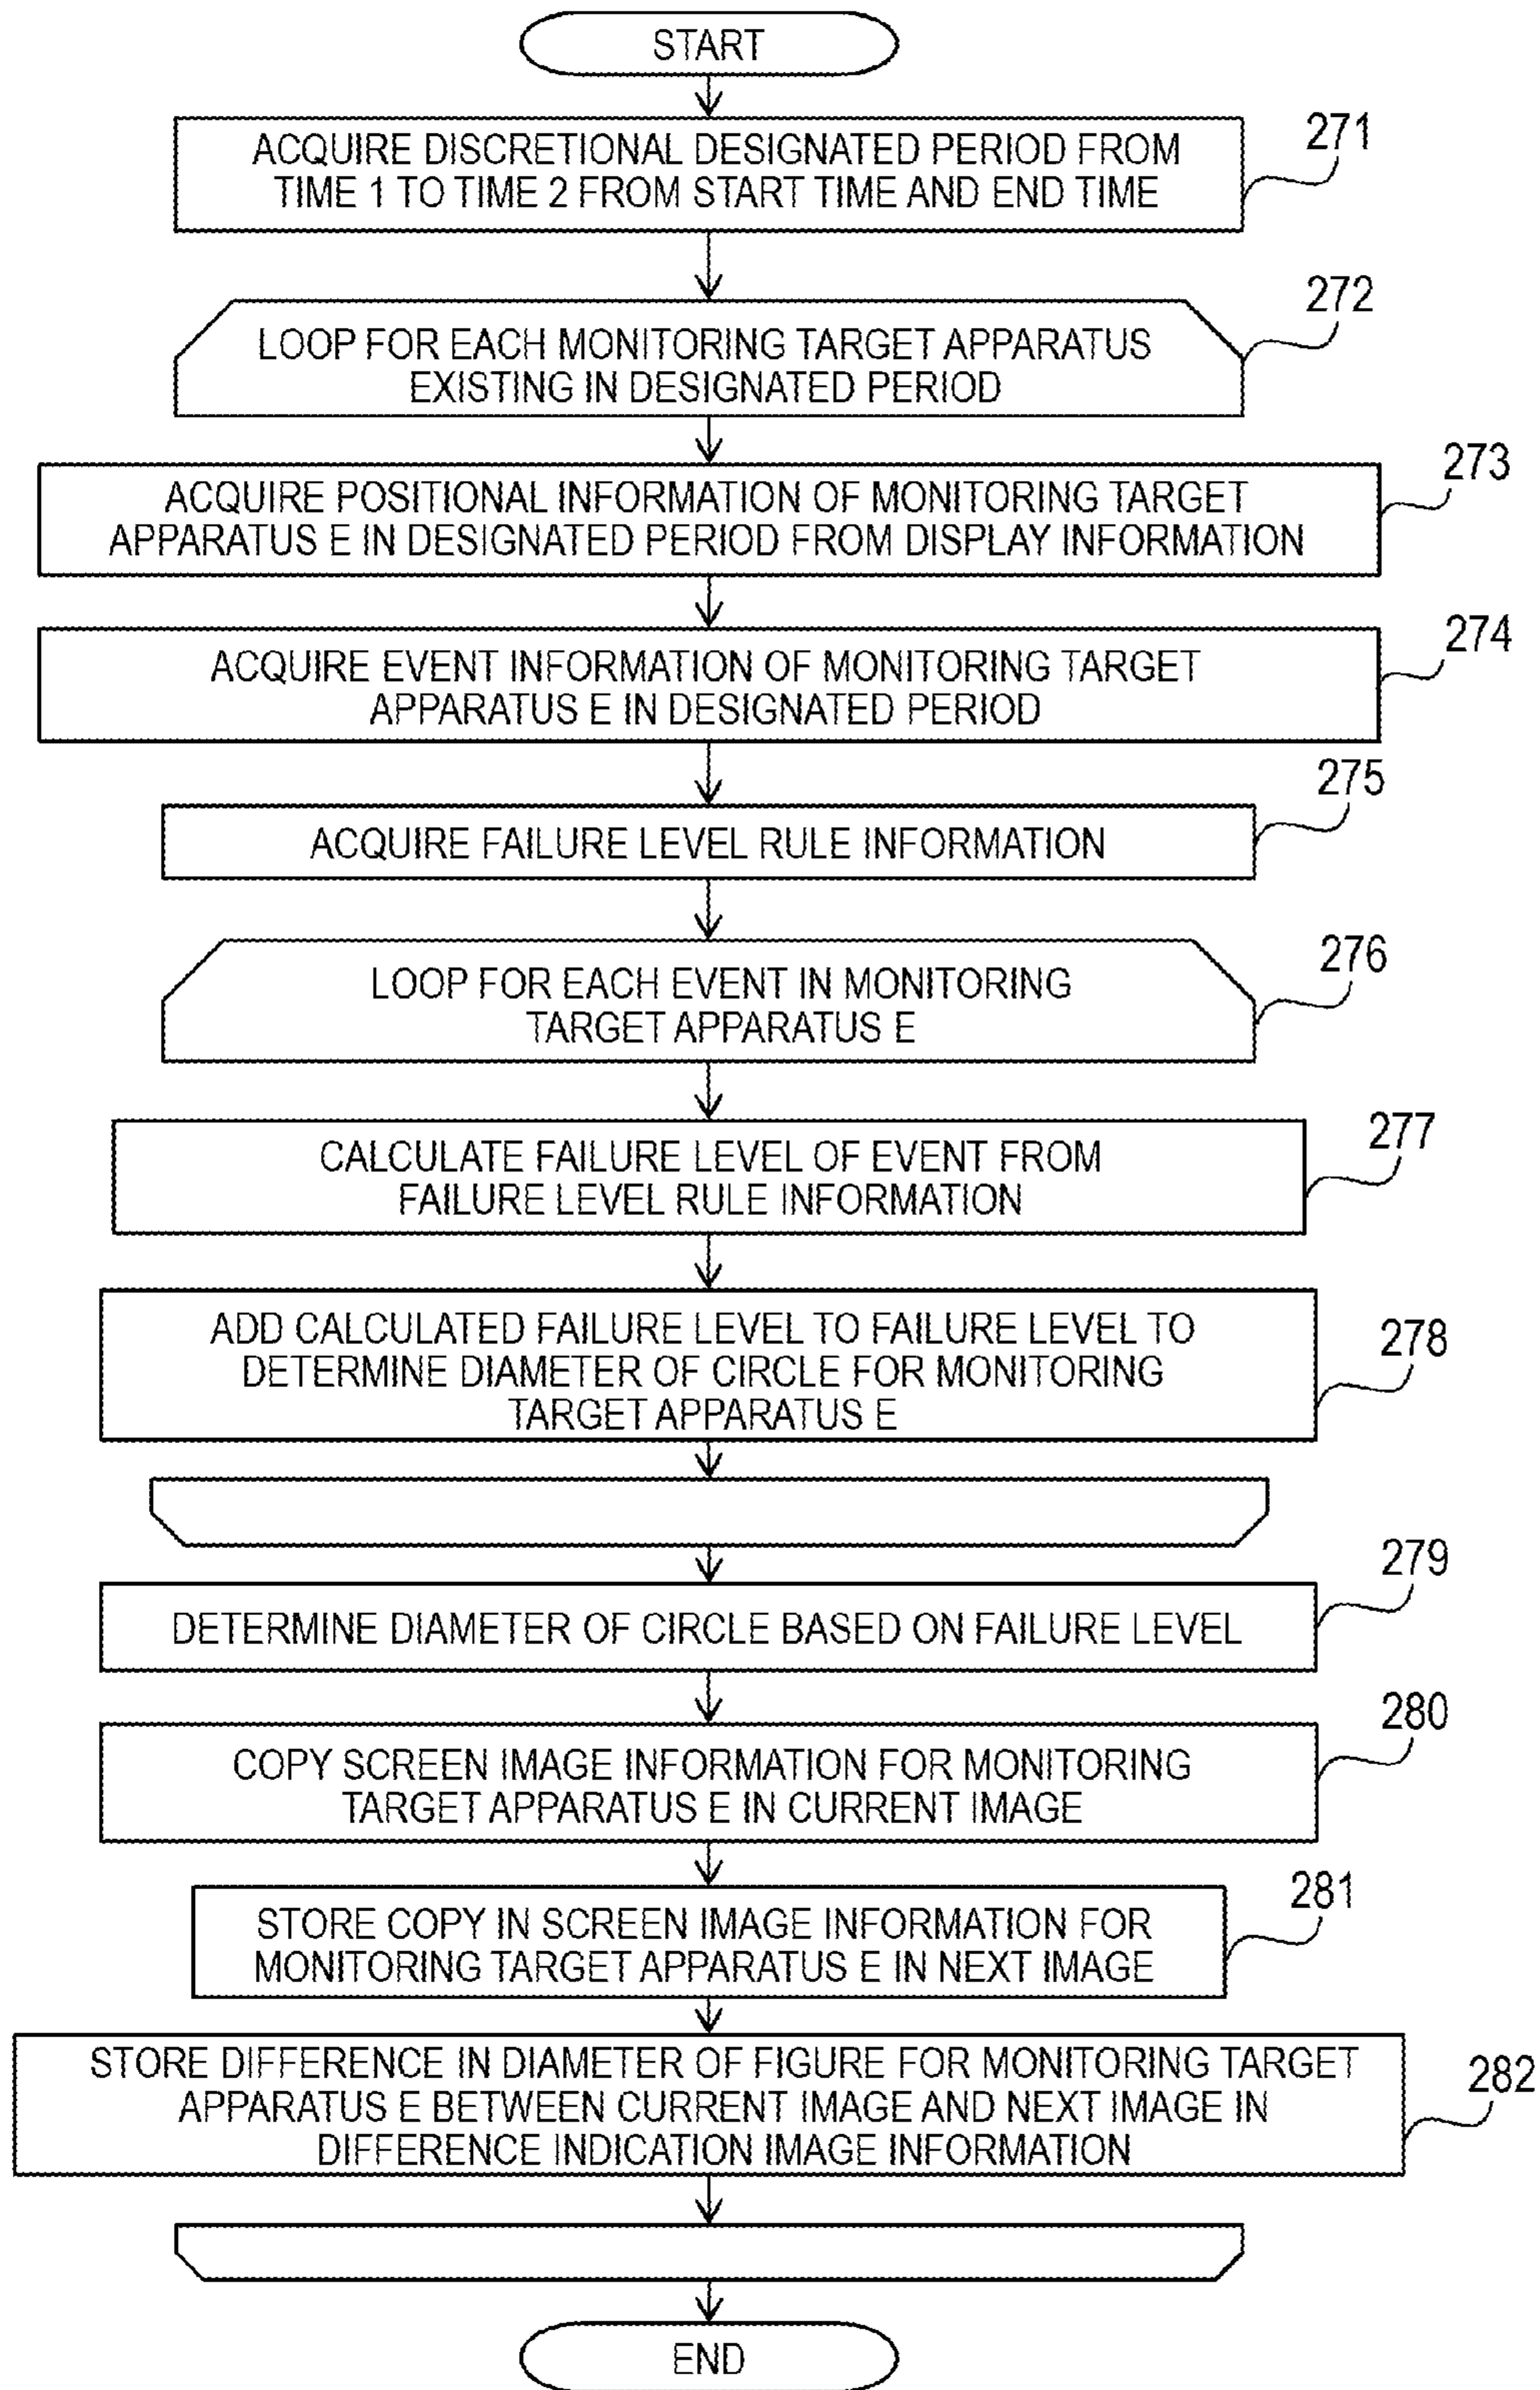 START
ACQUIRE DISCRETIONAL DESIGNATED PERIOD FROM
TIME 1 TO TIME 2 FROM START TIME AND END TIME
271
LOOP FOR EACH MONITORING TARGET APPARATUS
EXISTING IN DESIGNATED PERIOD
272
ACQUIRE POSITIONAL INFORMATION OF MONITORING TARGET
APPARATUS E IN DESIGNATED PERIOD FROM DISPLAY INFORMATION
273
ACQUIRE EVENT INFORMATION OF MONITORING TARGET
APPARATUS E IN DESIGNATED PERIOD
274
ACQUIRE FAILURE LEVEL RULE INFORMATION
275
LOOP FOR EACH EVENT IN MONITORING
TARGET APPARATUS E
276
CALCULATE FAILURE LEVEL OF EVENT FROM
FAILURE LEVEL RULE INFORMATION
277
ADD CALCULATED FAILURE LEVEL TO FAILURE LEVEL TO
DETERMINE DIAMETER OF CIRCLE FOR MONITORING
TARGET APPARATUS E
278
DETERMINE DIAMETER OF CIRCLE BASED ON FAILURE LEVEL
279
COPY SCREEN IMAGE INFORMATION FOR MONITORING
TARGET APPARATUS E IN CURRENT IMAGE
280
STORE COPY IN SCREEN IMAGE INFORMATION FOR
MONITORING TARGET APPARATUS E IN NEXT IMAGE
281
STORE DIFFERENCE IN DIAMETER OF FIGURE FOR MONITORING TARGET
APPARATUS E BETWEEN CURRENT IMAGE AND NEXT IMAGE IN
DIFFERENCE INDICATION IMAGE INFORMATION
282
END